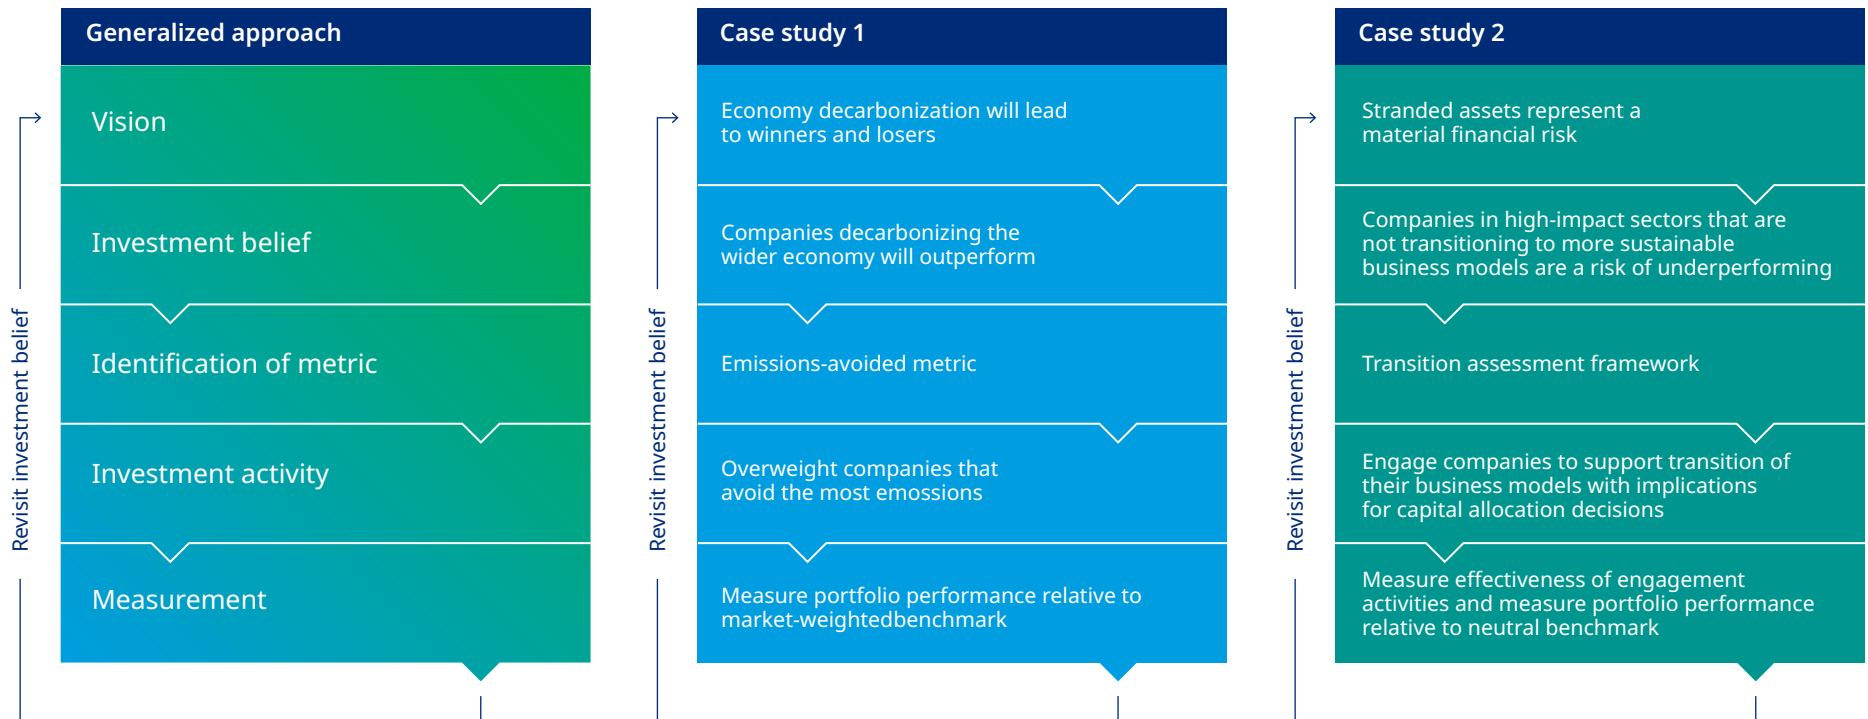 Generalized approach
Vision
Investment belief
Identification of metric
Investment activity
Measurement
Revisit investment belief
Case study 1
Economy decarbonization will lead
to winners and losers
Companies decarbonizing the
wider economy will outperform
Emissions-avoided metric
Overweight companies that
avoid the most emossions
Measure portfolio performance relative to
market-weightedbenchmark
Revisit investment belief
Case study 2
Stranded assets represent a
material financial risk
Companies in high-impact sectors that are
not transitioning to more sustainable
business models are a risk of underperforming
Transition assessment framework
Engage companies to support transition of
their business models with implications
for capital allocation decisions
Measure effectiveness of engagement
activities and measure portfolio performance
relative to neutral benchmark
Revisit investment belief